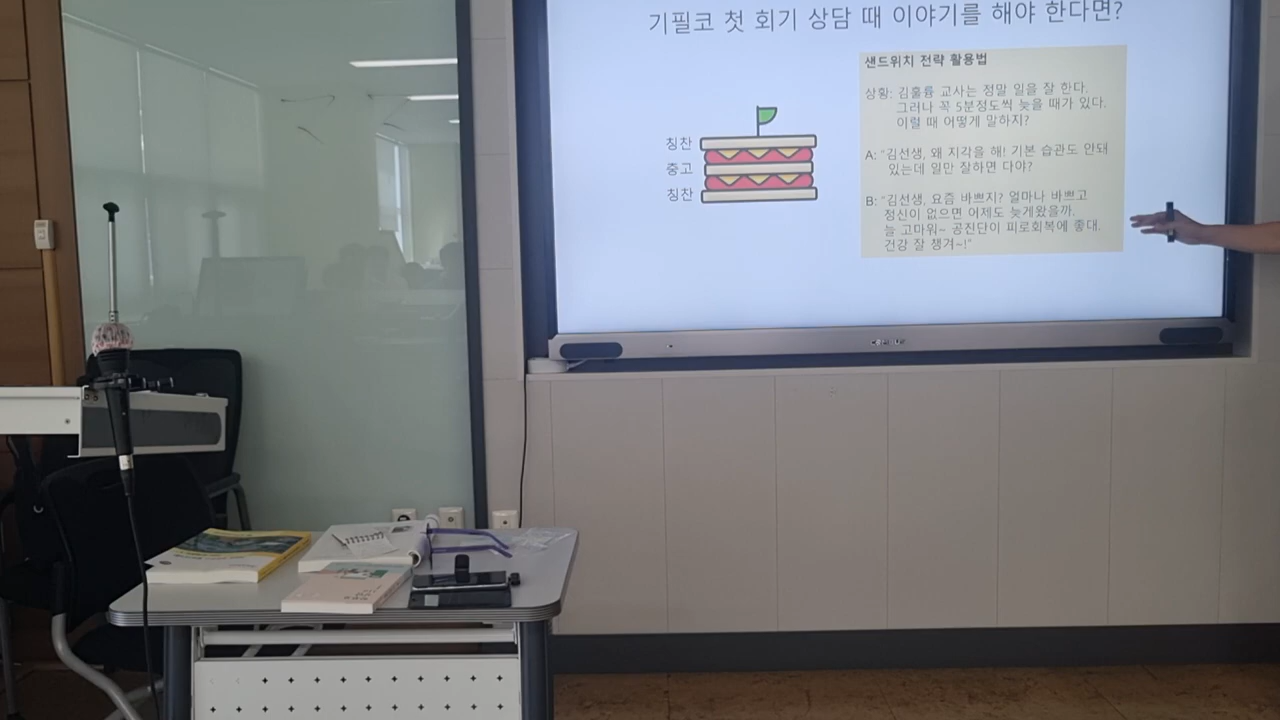 기필코 첫 회기 상담 때 이야기를 해야 한다면?
칭찬
충고
칭찬
샌드위치 전략 활용법
상황: 김훌륭 교사는 정말 일을 잘 한다.
그러나 꼭 5분정도씩 늦을 때가 있다.
이럴 때 어떻게 말하지?
A: "김선생, 왜 지각을 해! 기본 습관도 안돼
있는데 일만 잘하면 다야?
B: "김선생, 요즘 바쁘지? 얼마나 바쁘고
정신이 없으면 어제도 늦게왔을까.
늘 고마워~ 공진단이 피로회복에 좋대.
건강 잘 챙겨~!"